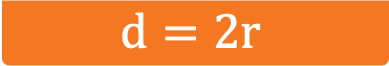 d = 2r